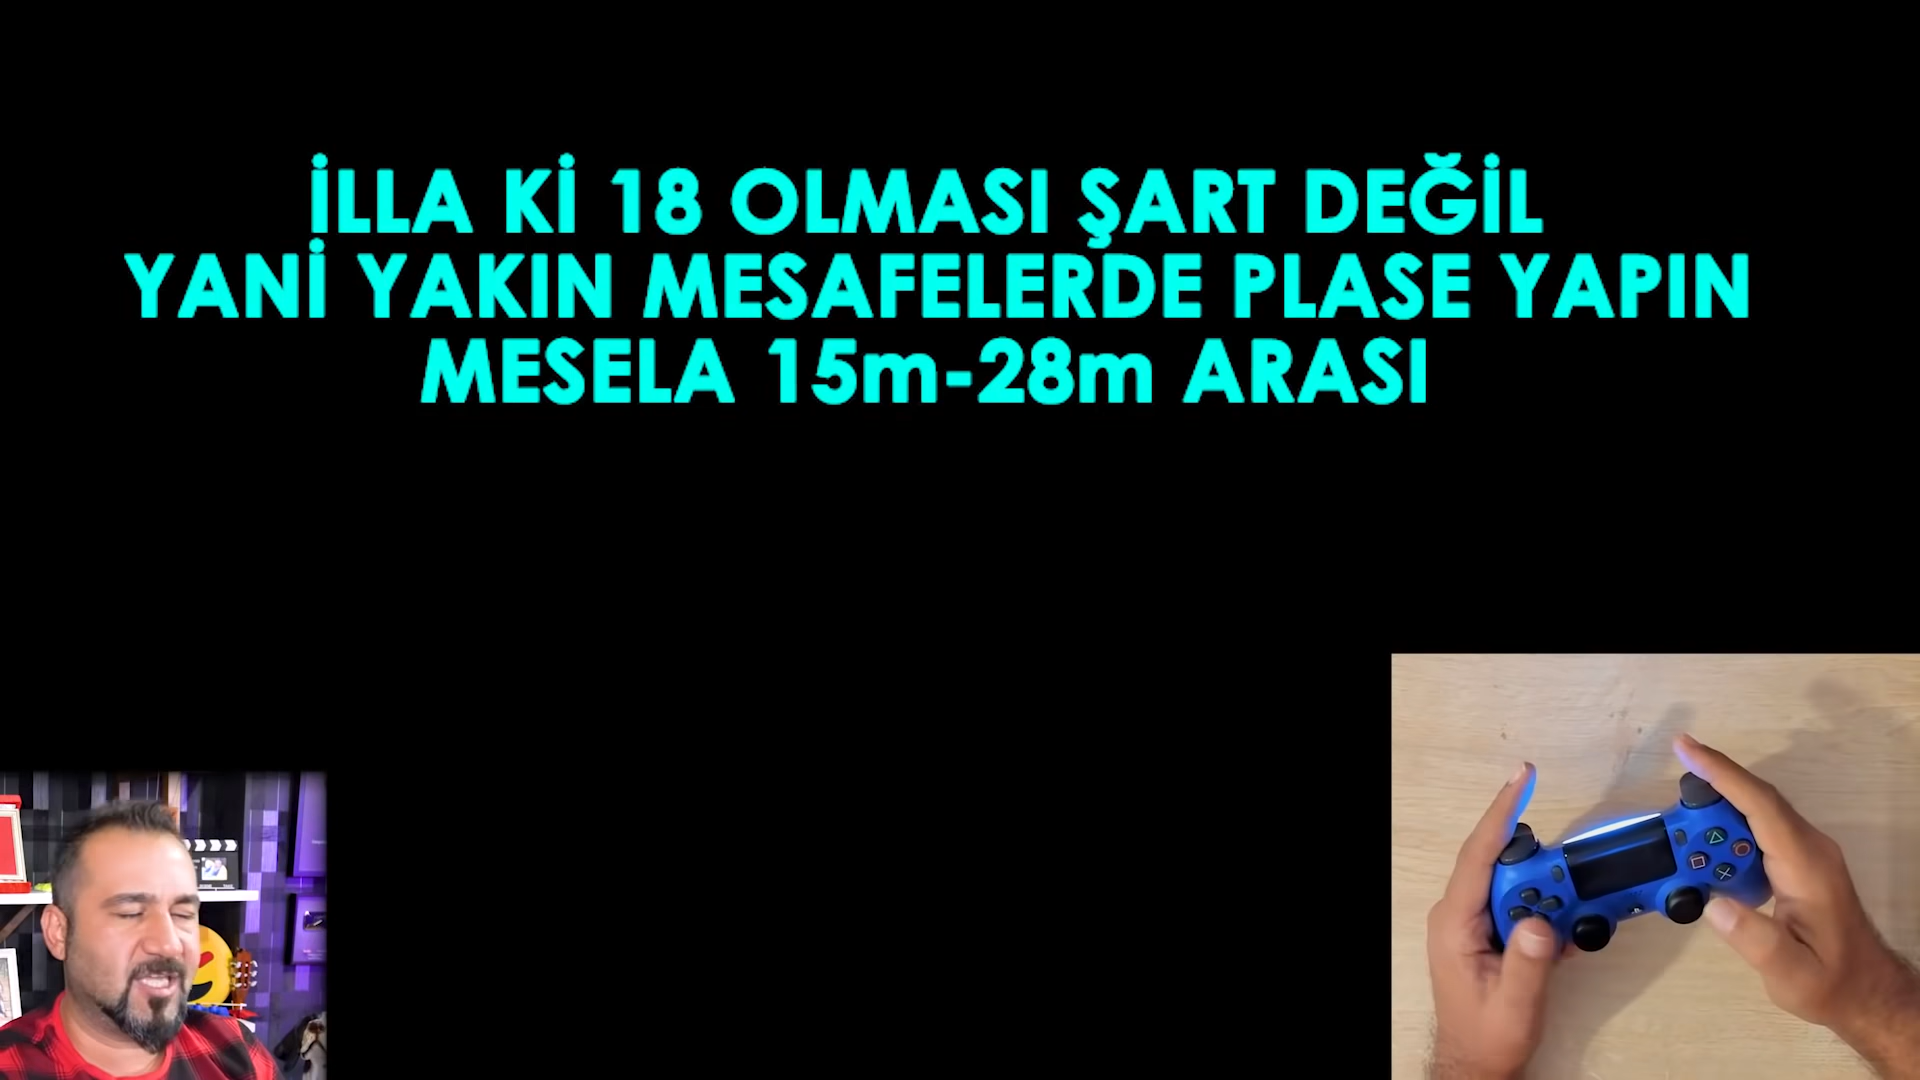 İLLA Kİ 18 OLMASI ŞART DEĞİL
YANİ YAKIN MESAFELERDE PLASE YAPIN
MESELA 15m-28m ARASI